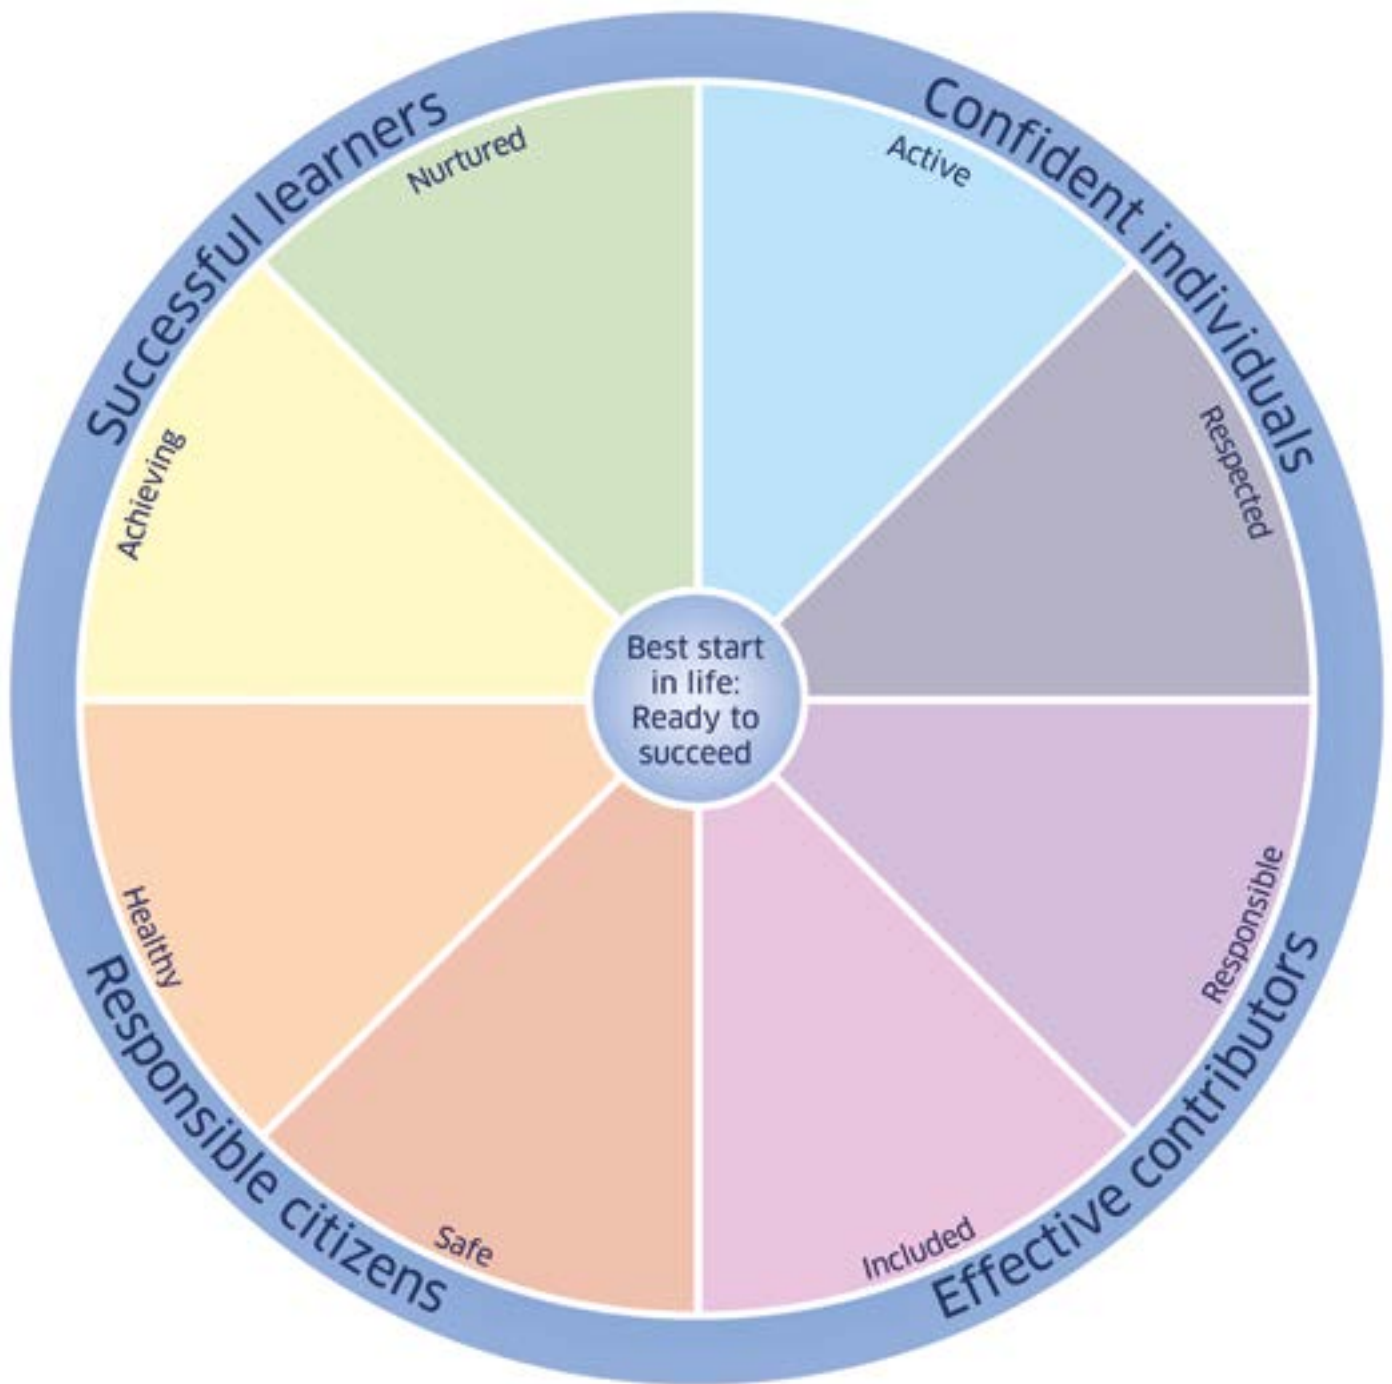 Successful learners
Confident individuals
Nurtured
Active
Achieving
Respected
Best start
in life:
Ready to
succeed
Healthy
Responsible
Safe
Included
Responsible citizens
Effective contributors